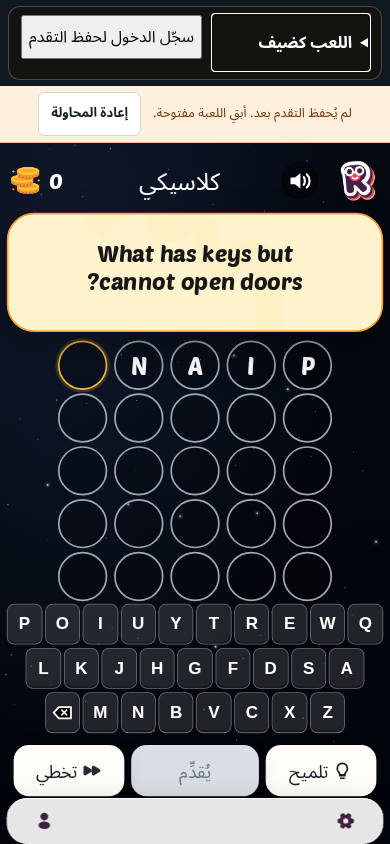 اللعب كضيف
سجّل الدخول لحفظ التقدم
لم يُحفظ التقدم بعد. أبقِ اللعبة مفتوحة.
إعادة المحاولة
كلاسيكي
0
What has keys but
?cannot open doors
N A I P
P O I U Y T R E W Q
L K J H G F D S A
M N B V C X Z
تلميح
يُقدِّم
تخطي